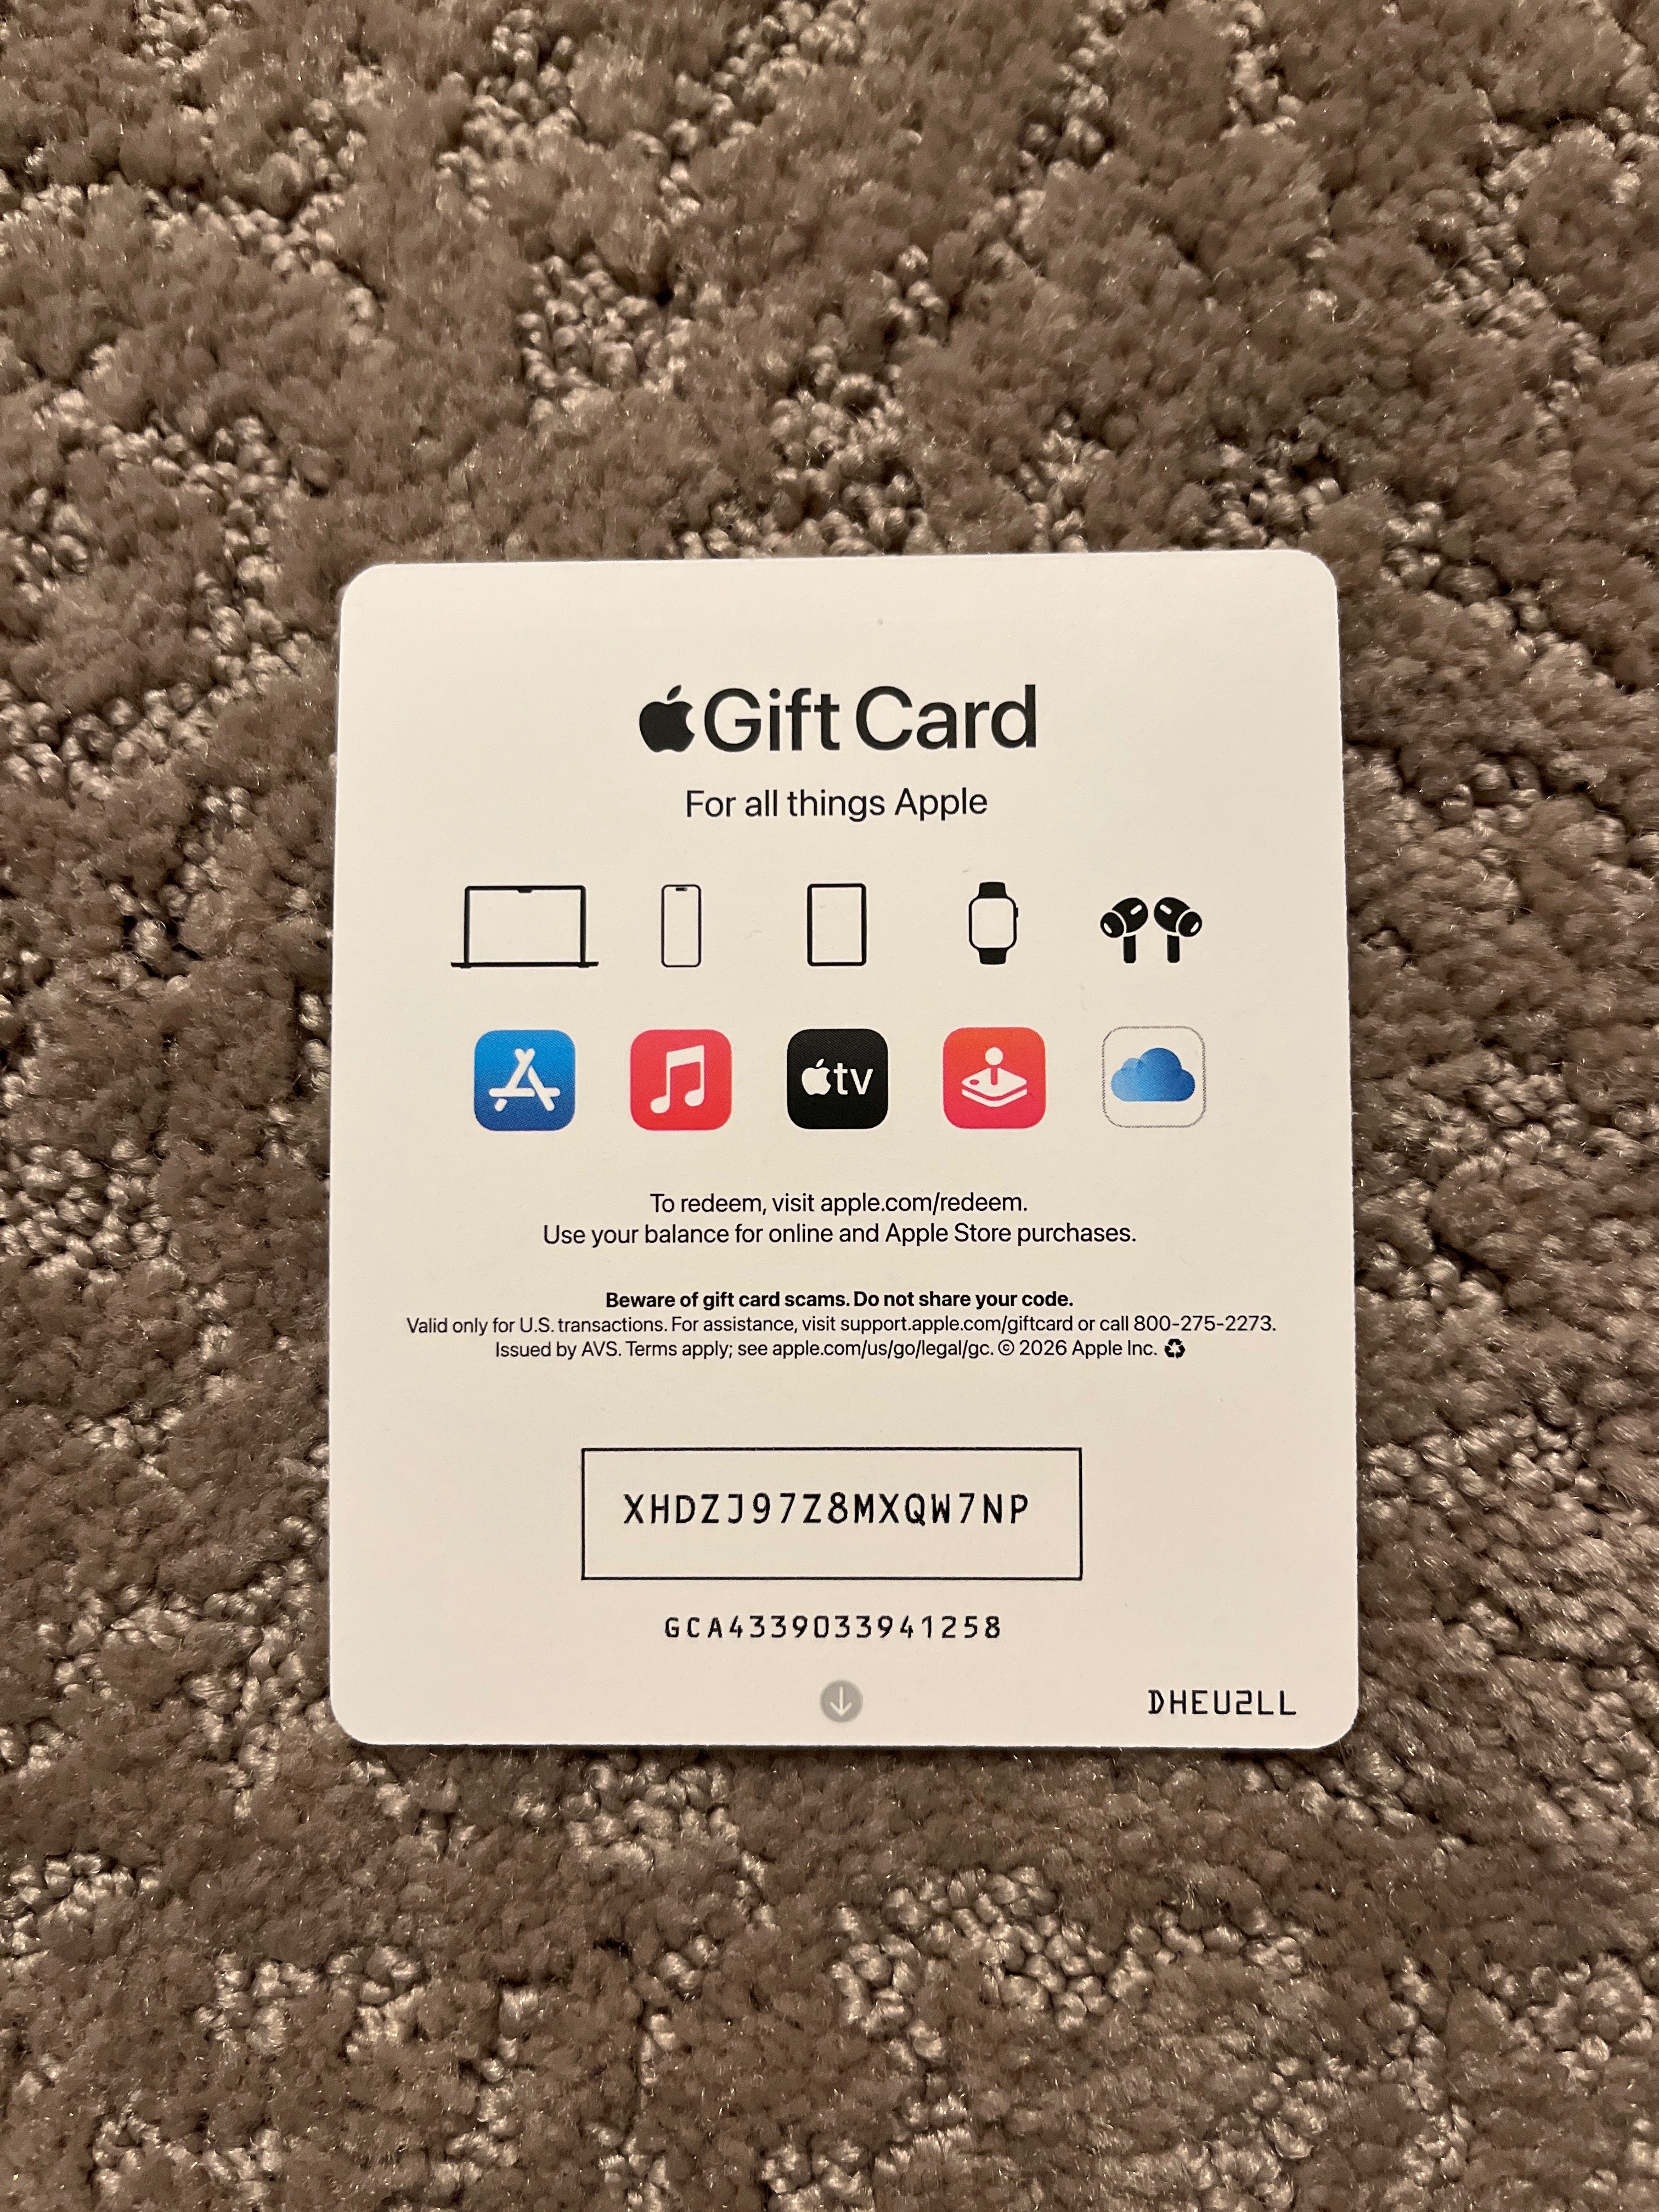 Gift Card
For all things Apple
tv
To redeem, visit apple.com/redeem.
Use your balance for online and Apple Store purchases.
Beware of gift card scams. Do not share your code.
Valid only for U.S. transactions. For assistance, visit support.apple.com/giftcard or call 800-275-2273.
Issued by AVS. Terms apply; see apple.com/us/go/legal/gc. © 2026 Apple Inc.
XHDZJ97Z8MXQW7NP
GCA4339033941258
DHEU2LL